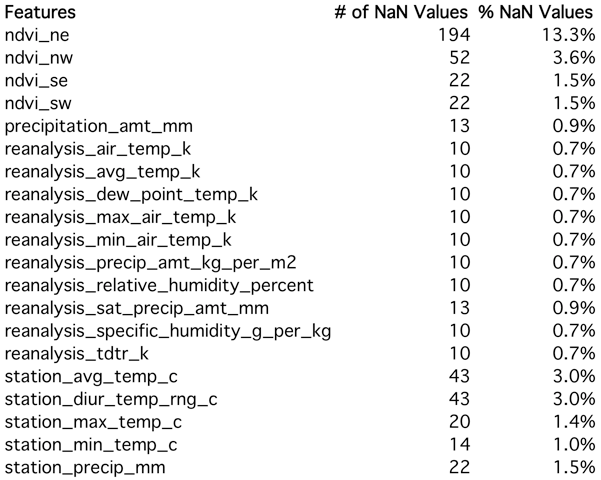 Features # of NaN Values % NaN Values
ndvi_ne 194 13.3%
ndvi_nw 52 3.6%
ndvi_se 22 1.5%
ndvi_sw 22 1.5%
precipitation_amt_mm 13 0.9%
reanalysis_air_temp_k 10 0.7%
reanalysis_avg_temp_k 10 0.7%
reanalysis_dew_point_temp_k 10 0.7%
reanalysis_max_air_temp_k 10 0.7%
reanalysis_min_air_temp_k 10 0.7%
reanalysis_precip_amt_kg_per_m2 10 0.7%
reanalysis_relative_humidity_percent 10 0.7%
reanalysis_sat_precip_amt_mm 13 0.9%
reanalysis_specific_humidity_g_per_kg 10 0.7%
reanalysis_tdtr_k 10 0.7%
station_avg_temp_c 43 3.0%
station_diur_temp_rng_c 43 3.0%
station_max_temp_c 20 1.4%
station_min_temp_c 14 1.0%
station_precip_mm 22 1.5%